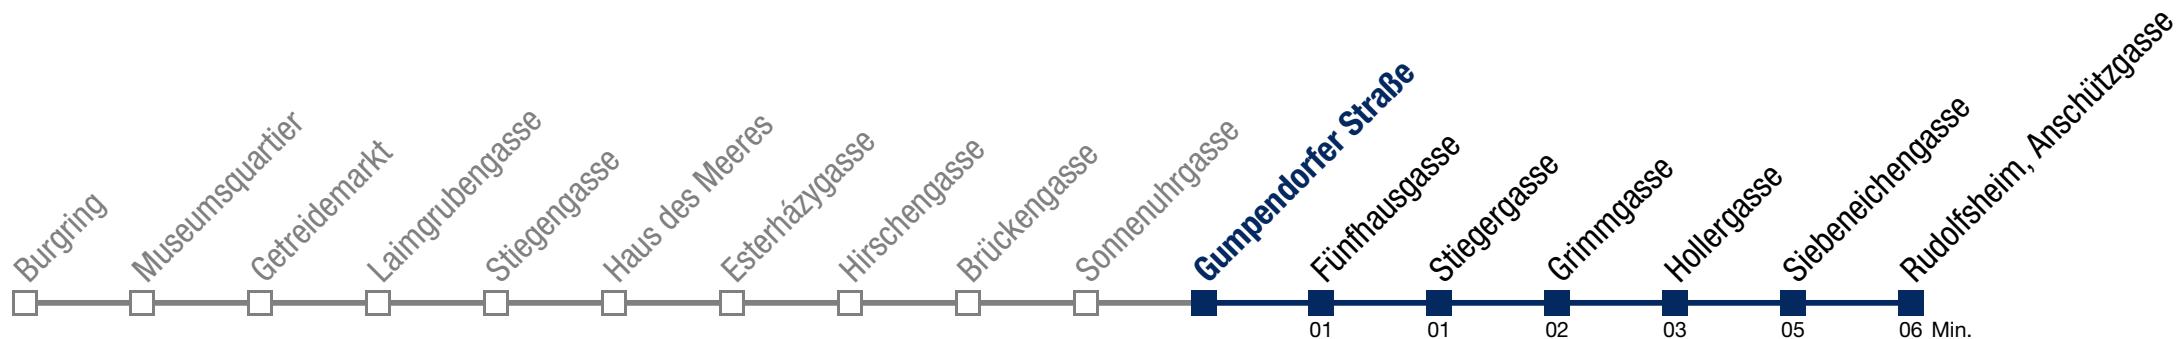 Burgring
Museumsquartier
Getreidemarkt
Laimgrubengasse
Stiegengasse
Haus des Meeres
Esterházygasse
Hirschengasse
Brückengasse
Sonnenuhrgasse
Gumpendorfer Straße
Fünfhausgasse
Stiegergasse
Grimmgasse
Hollergasse
Siebeneichengasse
Rudolfsheim, Anschützgasse
01 01 02 03 05 06 Min.